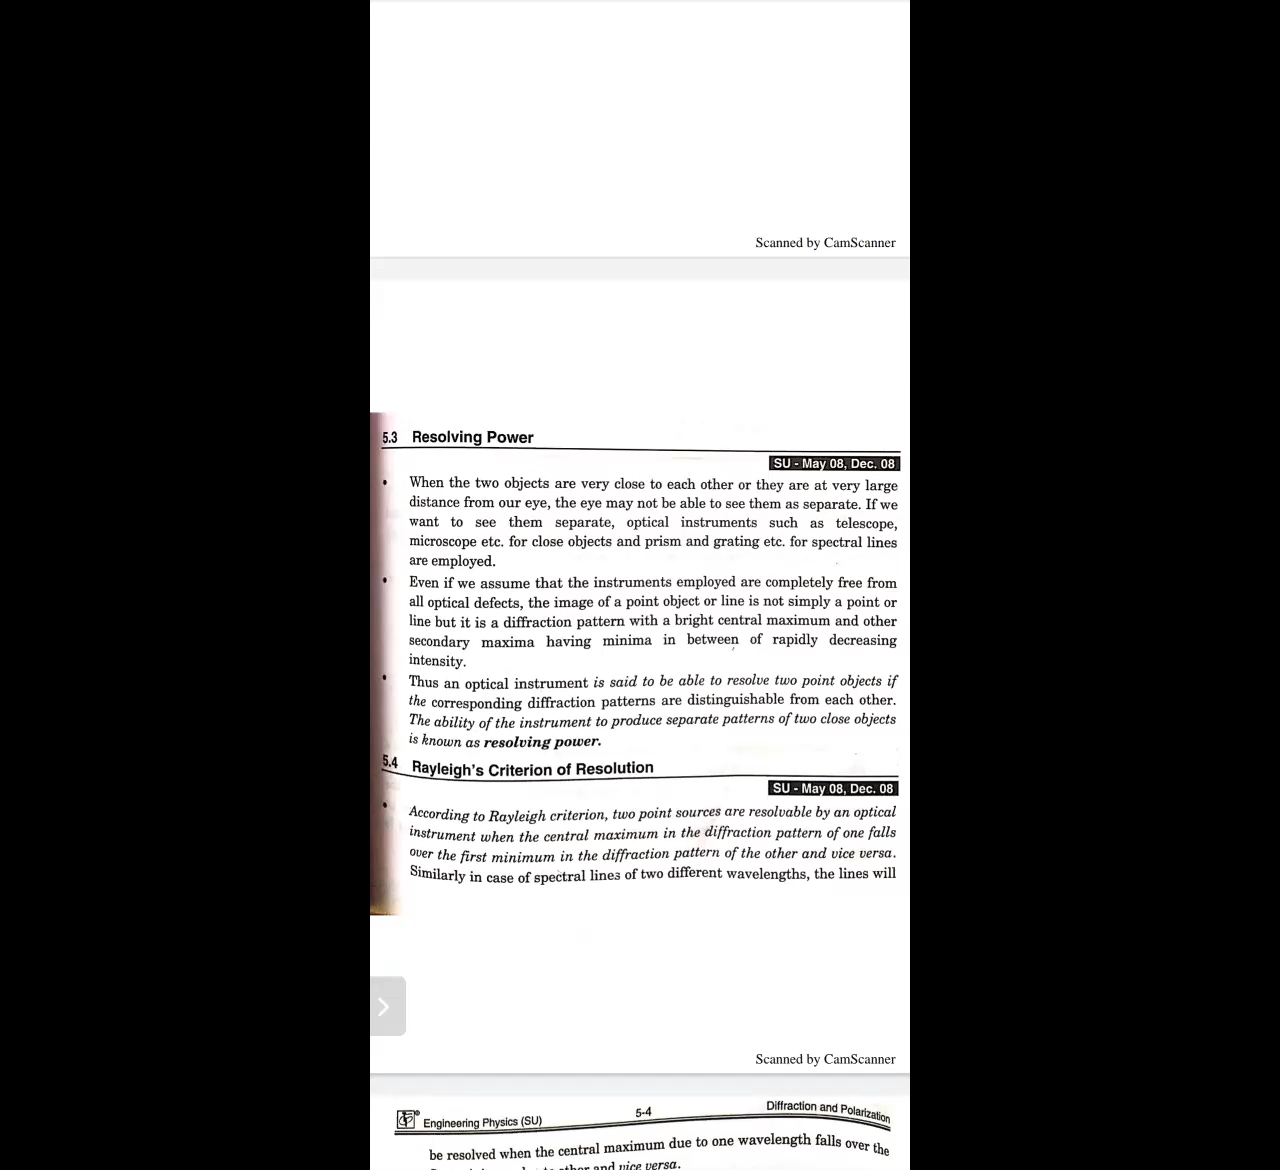 Scanned by CamScanner
5.3 Resolving Power
SU - May 08, Dec. 08
• When the two objects are very close to each other or they are at very large
distance from our eye, the eye may not be able to see them as separate. If we
want to see them separate, optical instruments such as telescope,
microscope etc. for close objects and prism and grating etc. for spectral lines
are employed.
• Even if we assume that the instruments employed are completely free from
all optical defects, the image of a point object or line is not simply a point or
line but it is a diffraction pattern with a bright central maximum and other
secondary maxima having minima in between of rapidly decreasing
intensity.
• Thus an optical instrument is said to be able to resolve two point objects if
the corresponding diffraction patterns are distinguishable from each other.
The ability of the instrument to produce separate patterns of two close objects
is known as resolving power.
5.4 Rayleigh's Criterion of Resolution
SU - May 08, Dec. 08
• According to Rayleigh criterion, two point sources are resolvable by an optical
instrument when the central maximum in the diffraction pattern of one falls
over the first minimum in the diffraction pattern of the other and vice versa.
Similarly in case of spectral lines of two different wavelengths, the lines will
Scanned by CamScanner
Engineering Physics (SU) 5-4 Diffraction and Polarization
be resolved when the central maximum due to one wavelength falls over the
other and vice versa.